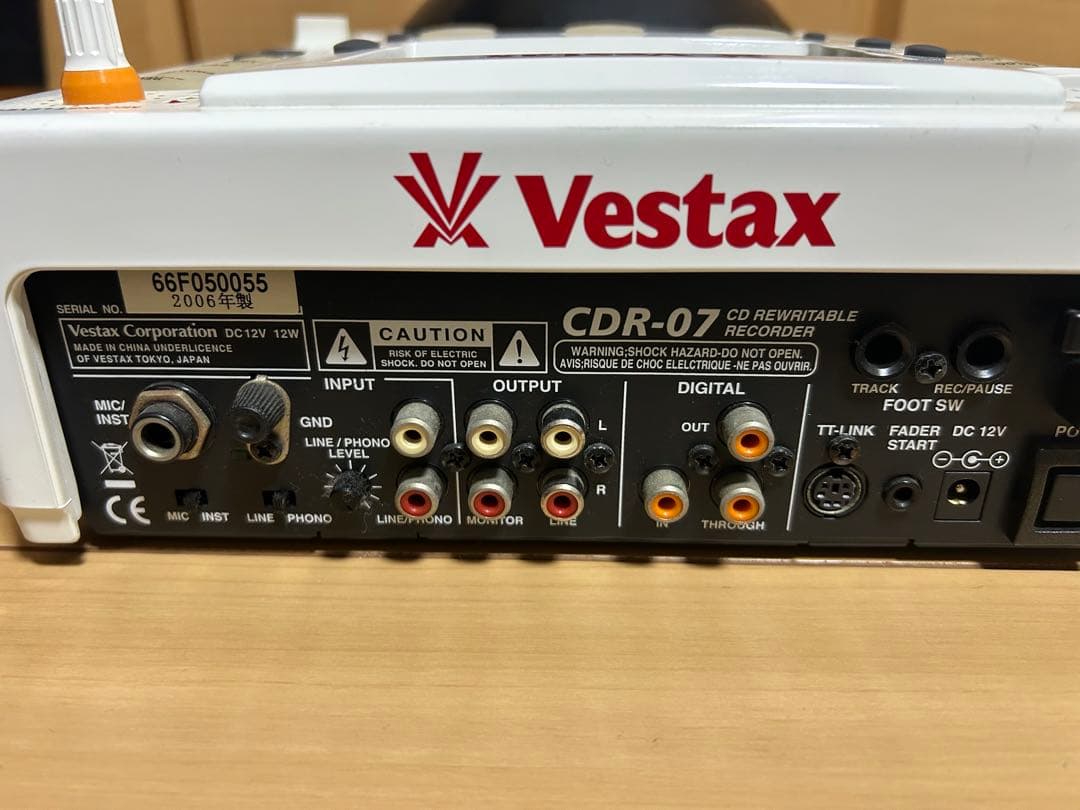 Vestax
66F050055
2006年製
SERIAL NO.
Vestax Corporation DC12V 12W
MADE IN CHINA UNDERLICENCE
OF VESTAX TOKYO, JAPAN
CAUTION
RISK OF ELECTRIC
SHOCK. DO NOT OPEN
CDR-07 CD REWRITABLE
RECORDER
WARNING;SHOCK HAZARD-DO NOT OPEN.
AVIS;RISQUE DE CHOC ELELCTRIQUE -NE PAS OUVRIR.
TRACK REC/PAUSE
FOOT SW
INPUT OUTPUT DIGITAL
MIC/
INST
GND
LINE / PHONO
LEVEL
L
R
OUT
TT-LINK
FADER
START
DC 12V
CE
MIC INST LINE PHONO
LINE/PHONO MONITOR LINE
IN THROUGH